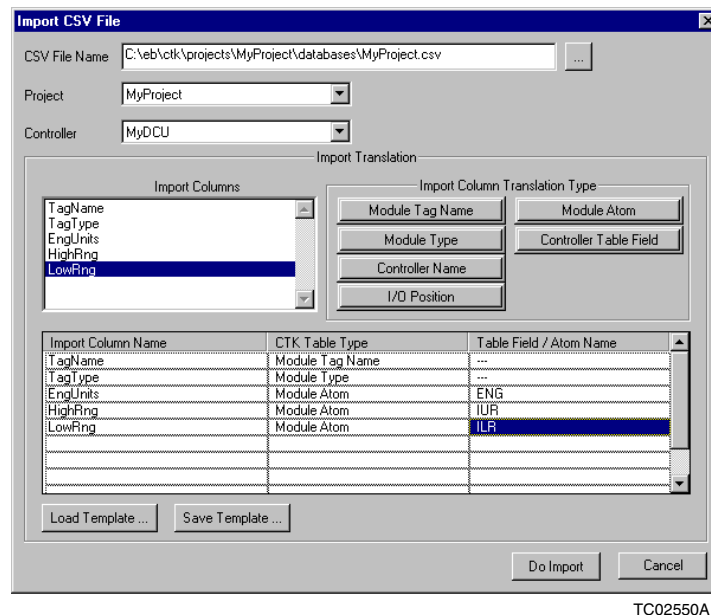 Import CSV File
CSV File Name C:\eb\ctk\projects\MyProject\databases\MyProject.csv ...
Project MyProject
Controller MyDCU
Import Translation
Import Columns
TagName
TagType
EngUnits
HighRng
LowRng
Import Column Translation Type
Module Tag Name Module Atom
Module Type Controller Table Field
Controller Name
I/O Position
Import Column Name CTK Table Type Table Field / Atom Name
TagName Module Tag Name ---
TagType Module Type ---
EngUnits Module Atom ENG
HighRng Module Atom IUR
LowRng Module Atom ILR
Load Template ... Save Template ...
Do Import Cancel
TC02550A